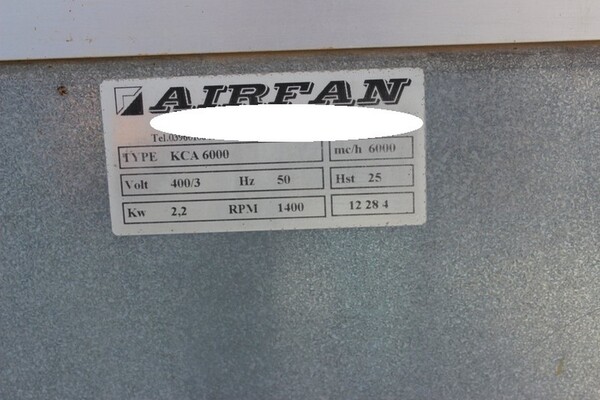 AIRFAN
TYPE KCA 6000 mc/h 6000
Volt 400/3 Hz 50 Hst 25
Kw 2,2 RPM 1400 12 28 4